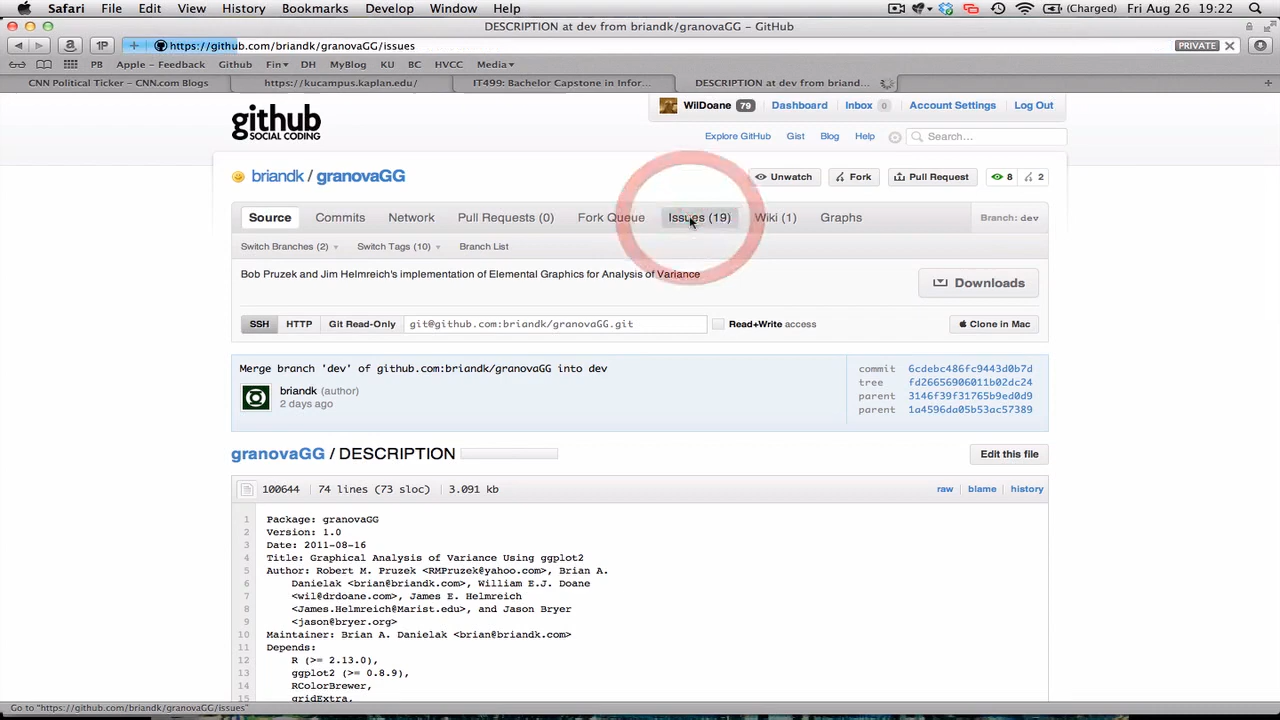 Safari File Edit View History Bookmarks Develop Window Help (Charged) Fri Aug 26 19:22
DESCRIPTION at dev from briandk/granovaGG – GitHub
1P https://github.com/briandk/granovaGG/issues PRIVATE
PB Apple – Feedback Github Fin DH MyBlog KU BC HVCC Media
CNN Political Ticker – CNN.com Blogs https://kucampus.kaplan.edu/ IT499: Bachelor Capstone in Infor... DESCRIPTION at dev from briand...
github
SOCIAL CODING
WilDoane 79 Dashboard Inbox 0 Account Settings Log Out
Explore GitHub Gist Blog Help Search...
briandk / granovaGG Unwatch Fork Pull Request 8 2
Source Commits Network Pull Requests (0) Fork Queue Issues (19) Wiki (1) Graphs Branch: dev
Switch Branches (2) Switch Tags (10) Branch List
Bob Pruzek and Jim Helmreich's implementation of Elemental Graphics for Analysis of Variance
Downloads
SSH HTTP Git Read-Only git@github.com:briandk/granovaGG.git Read+Write access Clone in Mac
Merge branch 'dev' of github.com:briandk/granovaGG into dev
briandk (author)
2 days ago
commit 6cdebc486fc9443d0b7d
tree fd26656906011b02dc24
parent 3146f39f31765b9ed0d9
parent 1a4596da05b53ac57389
granovaGG / DESCRIPTION Edit this file
100644 74 lines (73 sloc) 3.091 kb raw blame history
1 Package: granovaGG
2 Version: 1.0
3 Date: 2011-08-16
4 Title: Graphical Analysis of Variance Using ggplot2
5 Author: Robert M. Pruzek <RMPruzek@yahoo.com>, Brian A.
6 Danielak <brian@briandk.com>, William E.J. Doane
7 <wil@drdoane.com>, James E. Helmreich
8 <James.Helmreich@Marist.edu>, and Jason Bryer
9 <jason@bryer.org>
10 Maintainer: Brian A. Danielak <brian@briandk.com>
11 Depends:
12 R (>= 2.13.0),
13 ggplot2 (>= 0.8.9),
14 RColorBrewer,
15 gridExtra,
Go to "https://github.com/briandk/granovaGG/issues"